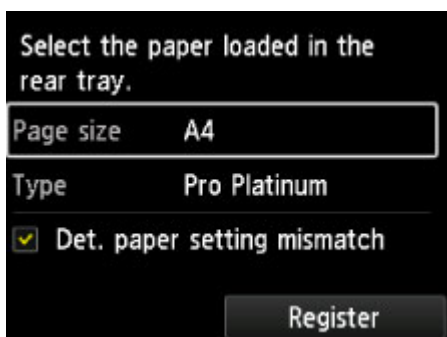 Select the paper loaded in the
rear tray.
Page size A4
Type Pro Platinum
Det. paper setting mismatch
Register